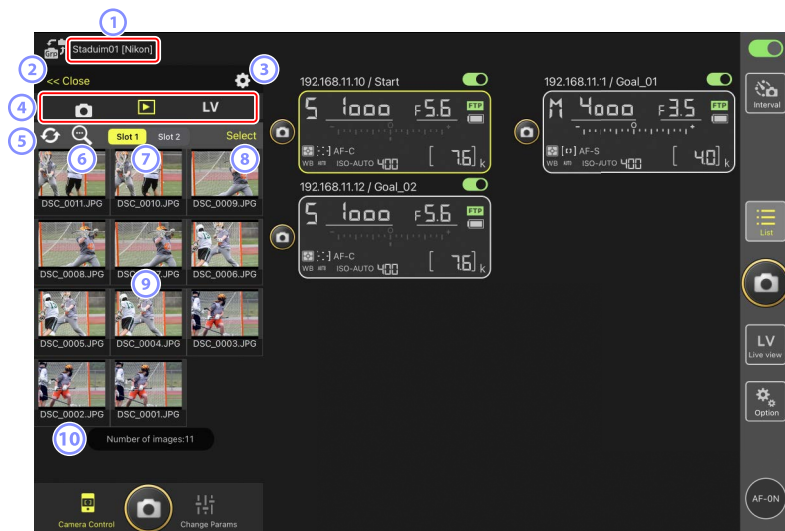 1
Grp Staduim01 [Nikon]
2
3
<< Close
4
LV
5
Slot 1 Slot 2 Select
6 7 8
DSC_0011.JPG DSC_0010.JPG DSC_0009.JPG
DSC_0008.JPG DSC_0007.JPG DSC_0006.JPG
9
DSC_0005.JPG DSC_0004.JPG DSC_0003.JPG
DSC_0002.JPG DSC_0001.JPG
10
Number of images:11
Camera Control
Change Params
192.168.11.10 / Start
S 1000 F5.6 FTP
AF-C
WB ISO-AUTO 400 [ 7.6] k
192.168.11.11 / Goal_01
M 4000 F3.5 FTP
AF-S
WB ISO-AUTO 400 [ 4.0] k
192.168.11.12 / Goal_02
S 1000 F5.6 FTP
AF-C
WB ISO-AUTO 400 [ 7.6] k
Interval
List
LV
Live view
Option
AF-ON